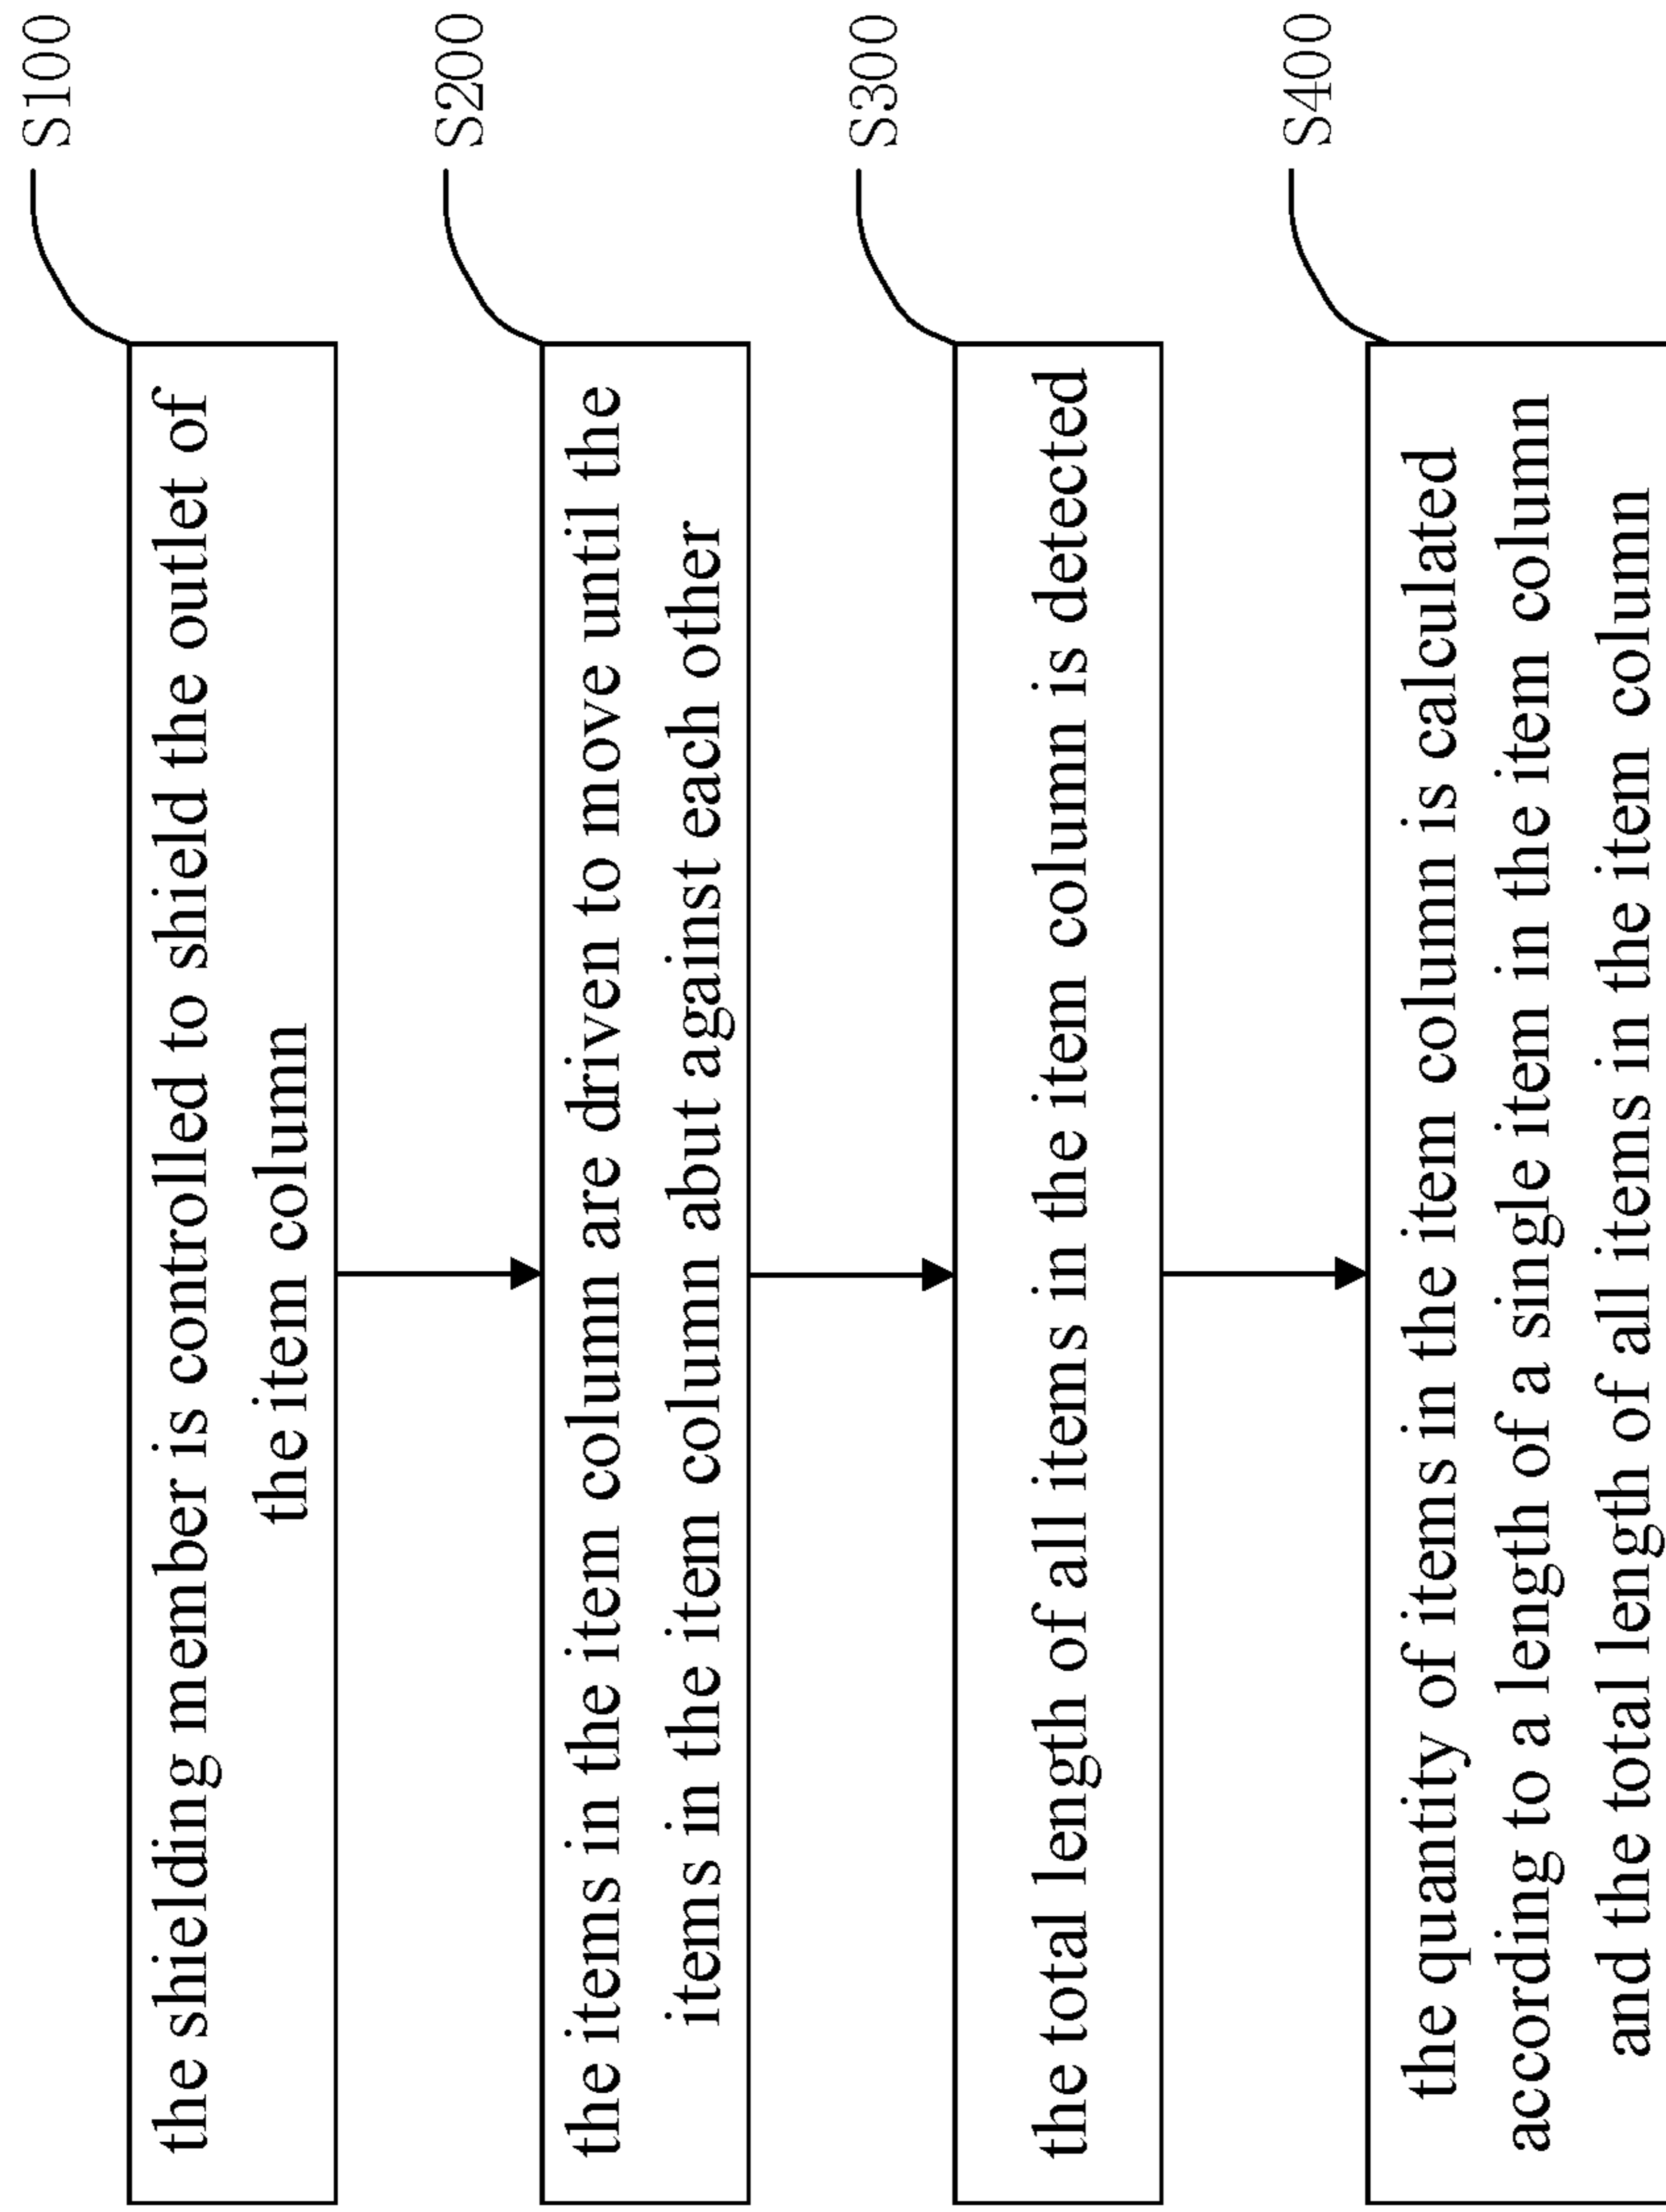 S100
the shielding member is controlled to shield the outlet of
the item column
S200
the items in the item column are driven to move until the
items in the item column abut against each other
S300
the total length of all items in the item column is detected
S400
the quantity of items in the item column is calculated
according to a length of a single item in the item column
and the total length of all items in the item column